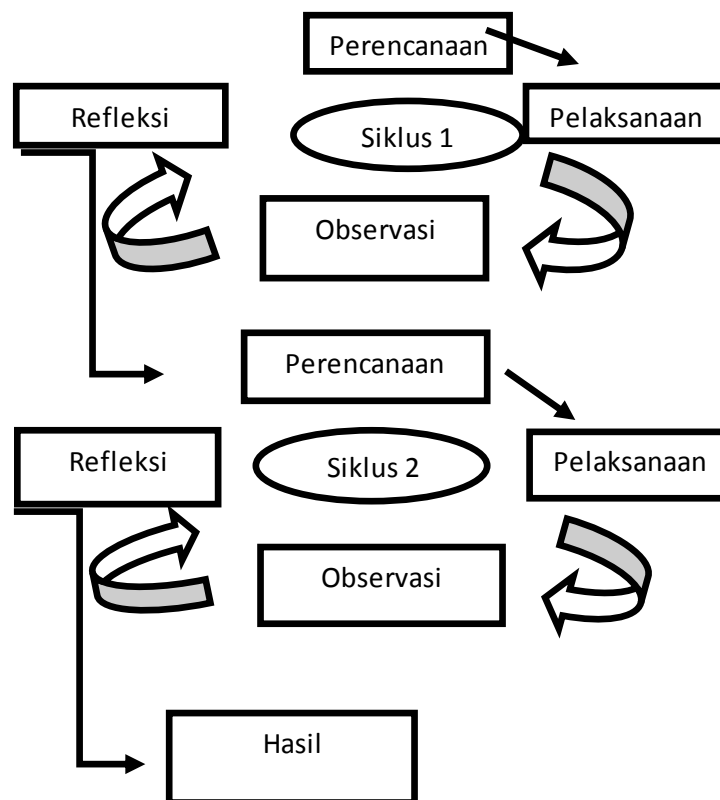 Perencanaan
Refleksi
Siklus 1
Pelaksanaan
Observasi
Perencanaan
Refleksi
Siklus 2
Pelaksanaan
Observasi
Hasil